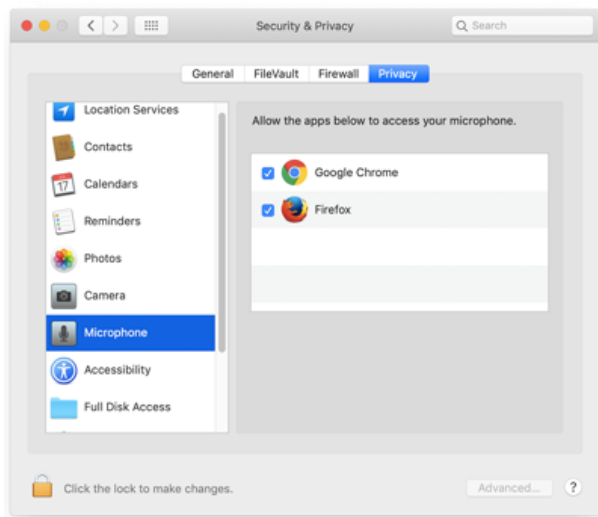 Security & Privacy
Search
General FileVault Firewall Privacy
Location Services
Contacts
17
Calendars
Reminders
Photos
Camera
Microphone
Accessibility
Full Disk Access
Allow the apps below to access your microphone.
Google Chrome
Firefox
Click the lock to make changes.
Advanced...
?